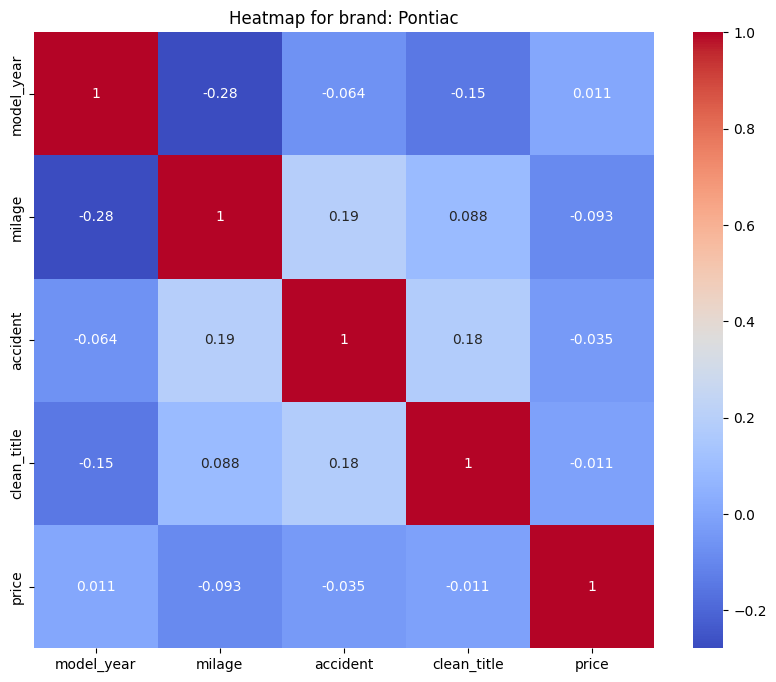 Heatmap for brand: Pontiac
model_year 1 -0.28 -0.064 -0.15 0.011
milage -0.28 1 0.19 0.088 -0.093
accident -0.064 0.19 1 0.18 -0.035
clean_title -0.15 0.088 0.18 1 -0.011
price 0.011 -0.093 -0.035 -0.011 1
model_year milage accident clean_title price
1.0
0.8
0.6
0.4
0.2
0.0
−0.2